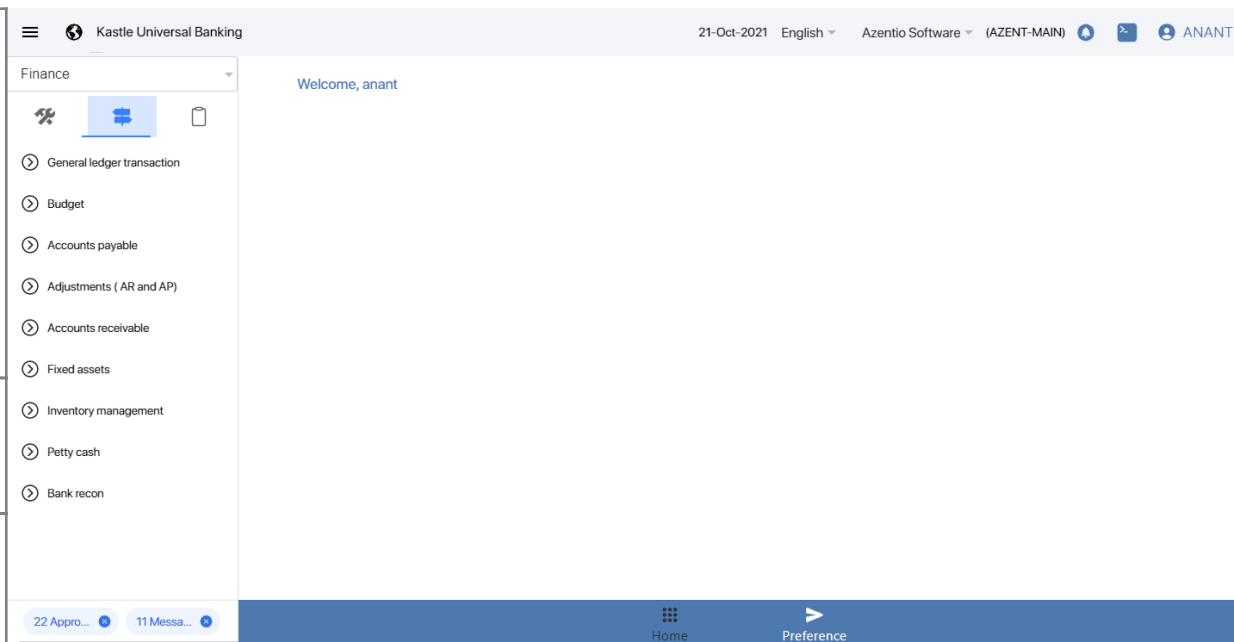 Kastle Universal Banking
21-Oct-2021 English Azentio Software (AZENT-MAIN) ANANT
Finance
Welcome, anant
General ledger transaction
Budget
Accounts payable
Adjustments ( AR and AP)
Accounts receivable
Fixed assets
Inventory management
Petty cash
Bank recon
22 Appro... 11 Messa...
Home Preference